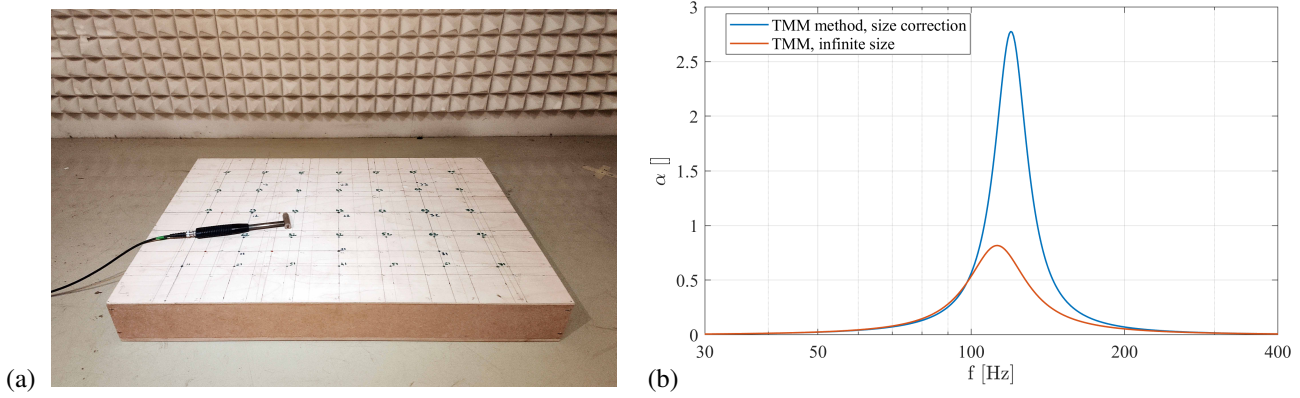 (a)
3
2.5
2
1.5
1
0.5
0
α []
TMM method, size correction
TMM, infinite size
30
50
100
200
400
f [Hz]
(b)